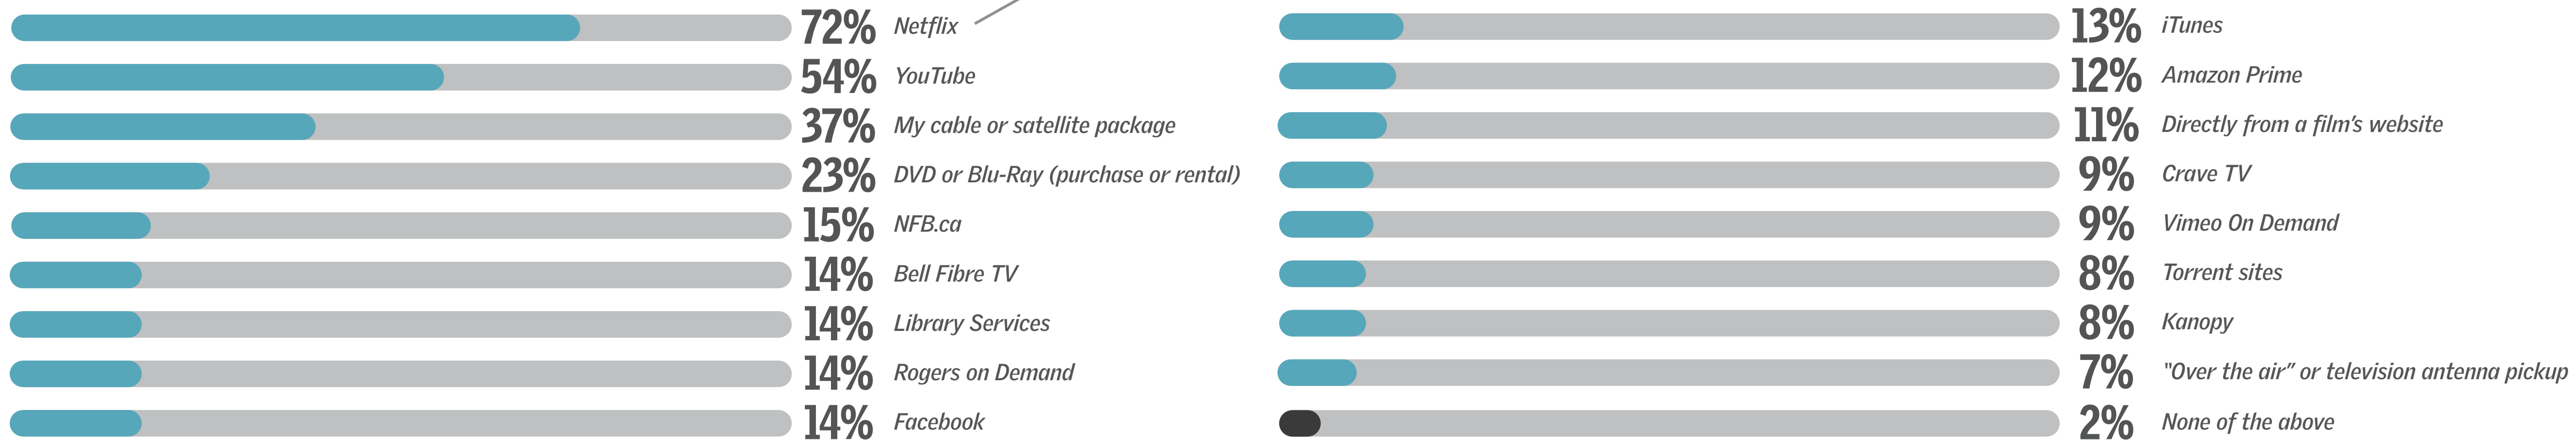 72% Netflix
54% YouTube
37% My cable or satellite package
23% DVD or Blu-Ray (purchase or rental)
15% NFB.ca
14% Bell Fibre TV
14% Library Services
14% Rogers on Demand
14% Facebook
13% iTunes
12% Amazon Prime
11% Directly from a film’s website
9% Crave TV
9% Vimeo On Demand
8% Torrent sites
8% Kanopy
7% "Over the air” or television antenna pickup
2% None of the above